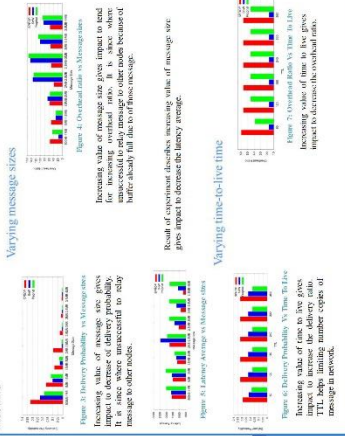 Varying message sizes
Figure 3: Delivery Probability vs Message sizes
Increasing value of message size gives
impact to decrease of delivery probability.
It is since where unsuccessful to relay
message to other nodes.
Figure 4: Overhead ratio vs Message sizes
Increasing value of message size gives impact to tend
for increasing overhead ratio. It is since where
unsuccessful to relay message to other nodes because of
buffer already full due to of those message.
Figure 5: Latency Average vs Message sizes
Result of experiment describes increasing value of message size
gives impact to decrease the latency average.
Varying time-to-live time
Figure 6: Delivery Probability Vs Time To Live
Increasing value of time to live gives
impact to increase the delivery ratio.
TTL helps limiting number copies of
message in network.
Figure 7: Overhead Ratio Vs Time To Live
Increasing value of time to live gives
impact to decrease the overhead ratio.